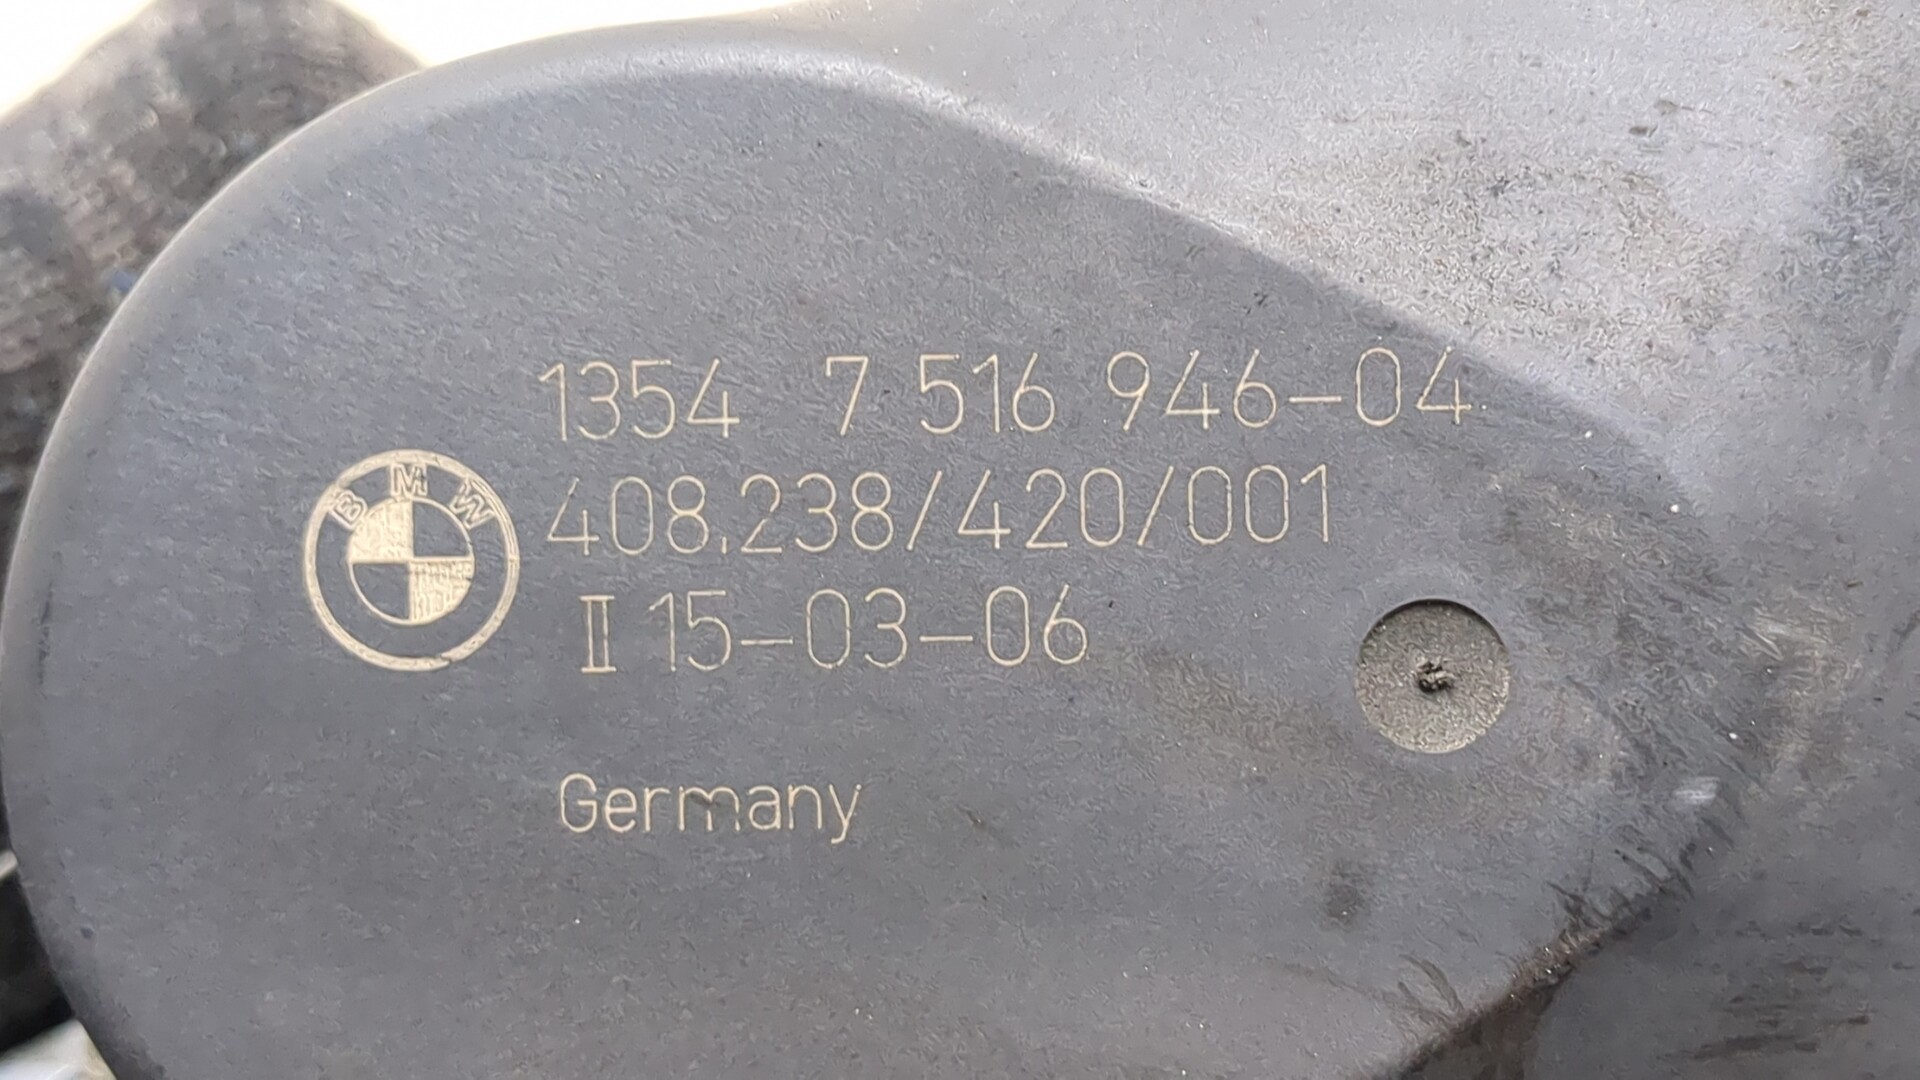 1354 7 516 946-04
BMW
408.238/420/001
II 15-03-06
Germany